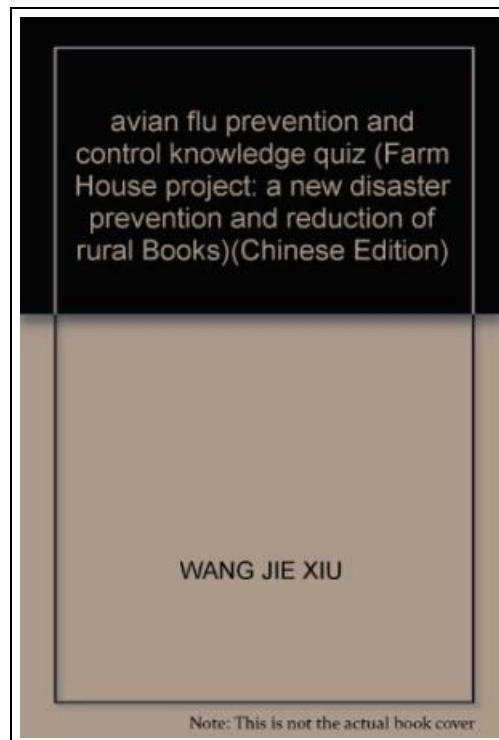 avian flu prevention and
control knowledge quiz (Farm
House project: a new disaster
prevention and reduction of
rural Books)(Chinese Edition)
WANG JIE XIU
Note: This is not the actual book cover